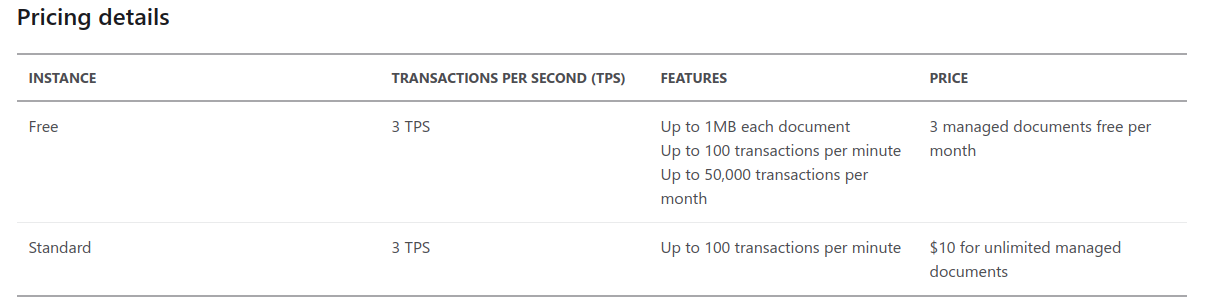 Pricing details
INSTANCE TRANSACTIONS PER SECOND (TPS) FEATURES PRICE
Free 3 TPS Up to 1MB each document 3 managed documents free per
Up to 100 transactions per minute month
Up to 50,000 transactions per
month
Standard 3 TPS Up to 100 transactions per minute $10 for unlimited managed
documents